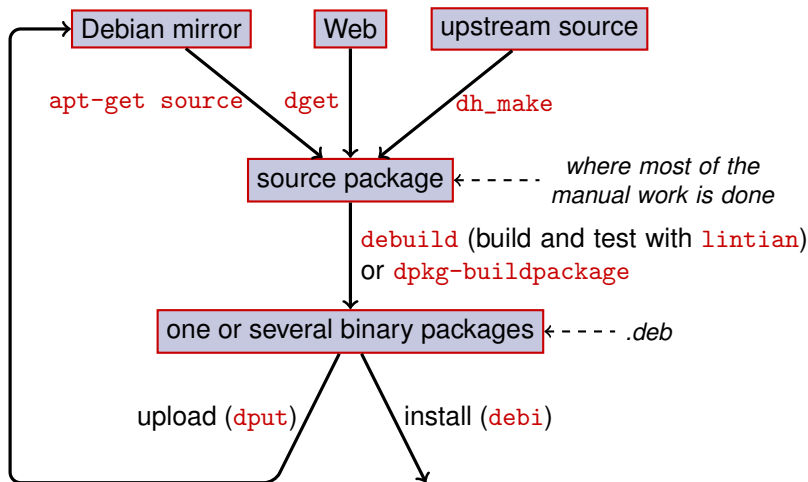 Debian mirror
Web
upstream source
apt-get source
dget
dh_make
source package
where most of the
manual work is done
debuild (build and test with lintian)
or dpkg-buildpackage
one or several binary packages
.deb
upload (dput)
install (debi)